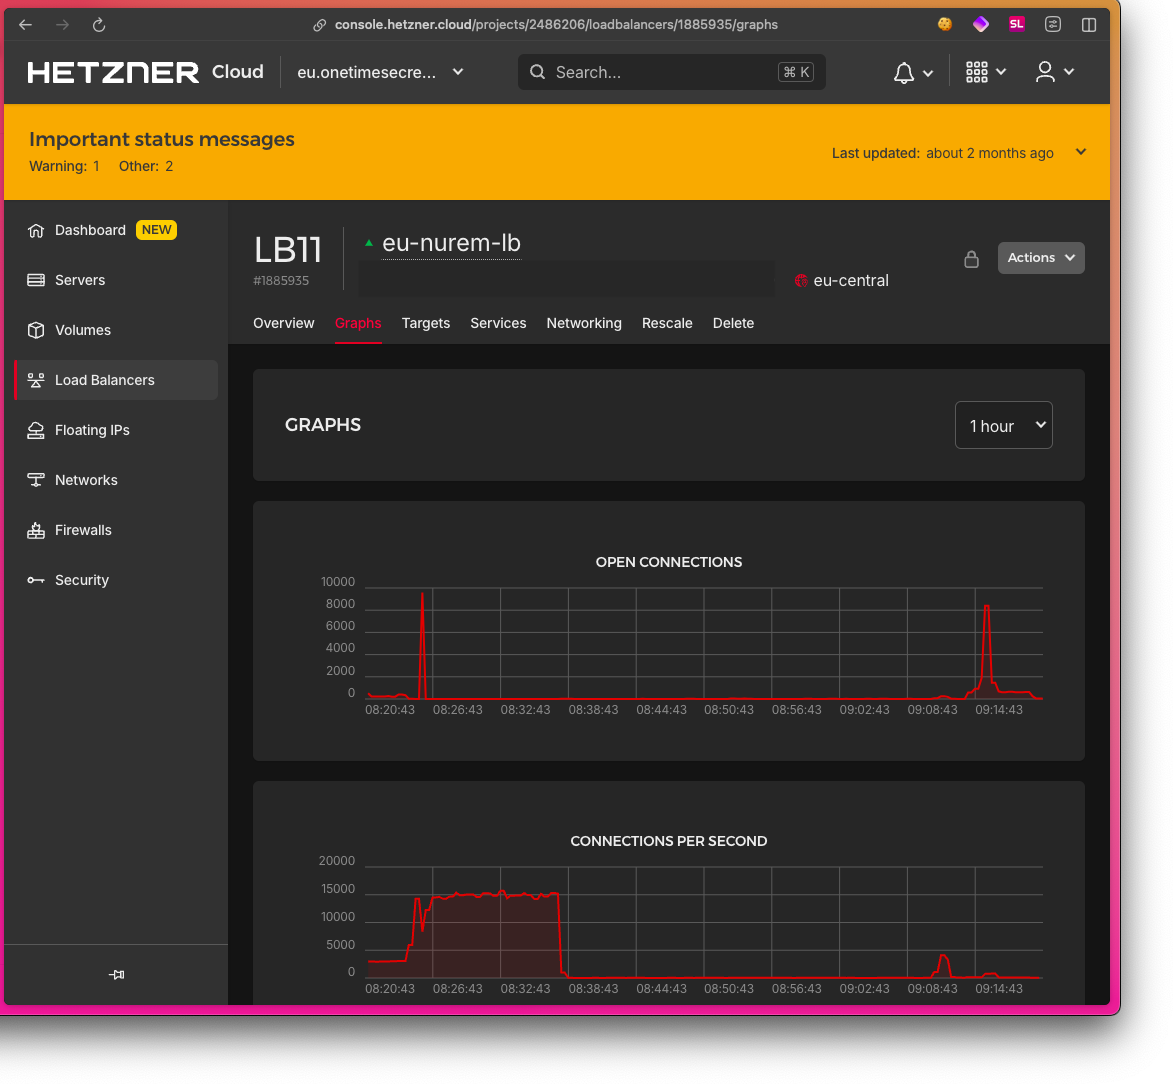 console.hetzner.cloud/projects/2486206/loadbalancers/1885935/graphs
SL
HETZNER Cloud
eu.onetimesecre...
Search...
⌘ K
Important status messages
Warning: 1 Other: 2
Last updated: about 2 months ago
Dashboard NEW
Servers
Volumes
Load Balancers
Floating IPs
Networks
Firewalls
Security
LB11
#1885935
eu-nurem-lb
eu-central
Actions
Overview Graphs Targets Services Networking Rescale Delete
GRAPHS
1 hour
OPEN CONNECTIONS
10000
8000
6000
4000
2000
0
08:20:43 08:26:43 08:32:43 08:38:43 08:44:43 08:50:43 08:56:43 09:02:43 09:08:43 09:14:43
CONNECTIONS PER SECOND
20000
15000
10000
5000
0
08:20:43 08:26:43 08:32:43 08:38:43 08:44:43 08:50:43 08:56:43 09:02:43 09:08:43 09:14:43